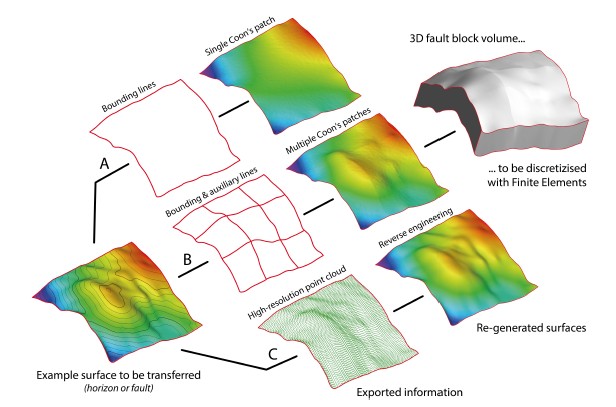 Single Coon's patch
3D fault block volume...
Bounding lines
Multiple Coon's patches
A
... to be discretizised
with Finite Elements
Bounding & auxiliary lines
B
Reverse engineering
High-resolution point cloud
Re-generated surfaces
C
Example surface to be transferred
(horizon or fault)
Exported information